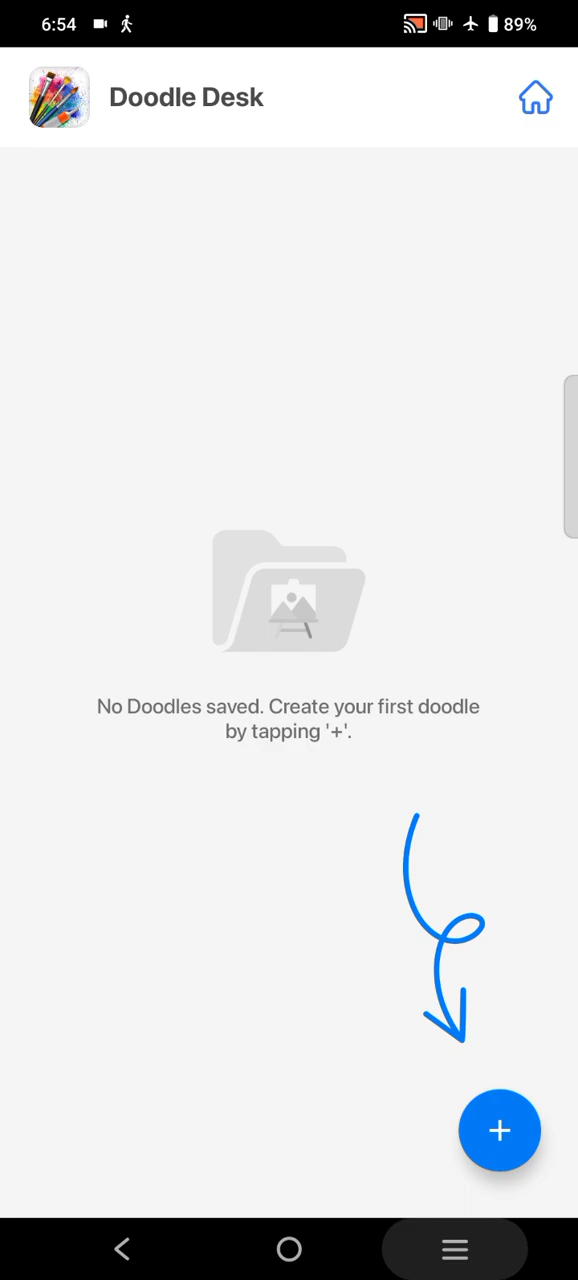 6:54
89%
Doodle Desk
No Doodles saved. Create your first doodle
by tapping '+'.
+